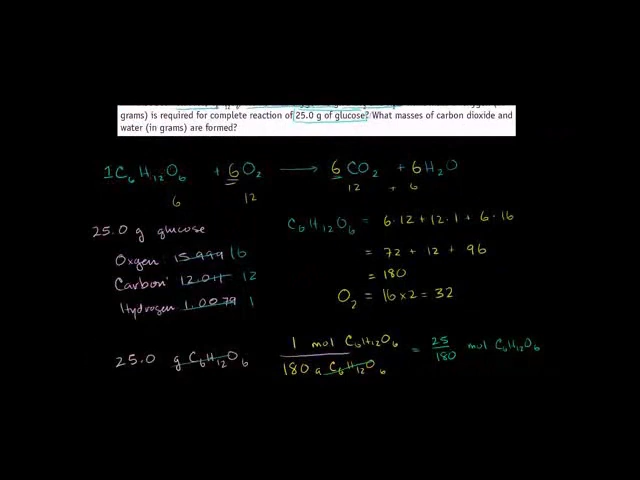 grams) is required for complete reaction of 25.0 g of glucose? What masses of carbon dioxide and
water (in grams) are formed?
1C₆H₁₂O₆ + 6O₂ → 6CO₂ + 6H₂O
6 12 12 + 6
25.0 g glucose
C₆H₁₂O₆ = 6·12 + 12·1 + 6·16
Oxgen: 15.999 16
= 72 + 12 + 96
Carbon: 12.011 12
= 180
Hydrogen: 1.0079 1
O₂ = 16 × 2 = 32
25.0 g C₆H₁₂O₆ 1 mol C₆H₁₂O₆ / 180 g C₆H₁₂O₆ = 25/180 mol C₆H₁₂O₆